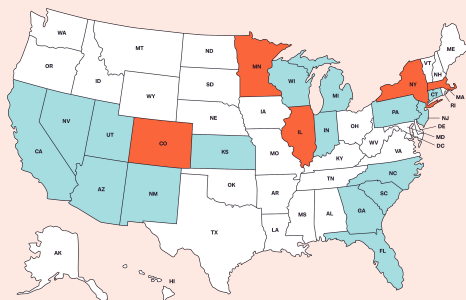 WA
MT
ND
MN
ME
VT
NH
OR
ID
SD
WI
MI
NY
MA
CT
RI
WY
NE
IA
PA
NJ
NV
UT
CO
KS
MO
IL
IN
OH
DE
MD
DC
CA
KY
WV
VA
AZ
NM
OK
AR
TN
NC
SC
TX
LA
MS
AL
GA
FL
AK
HI